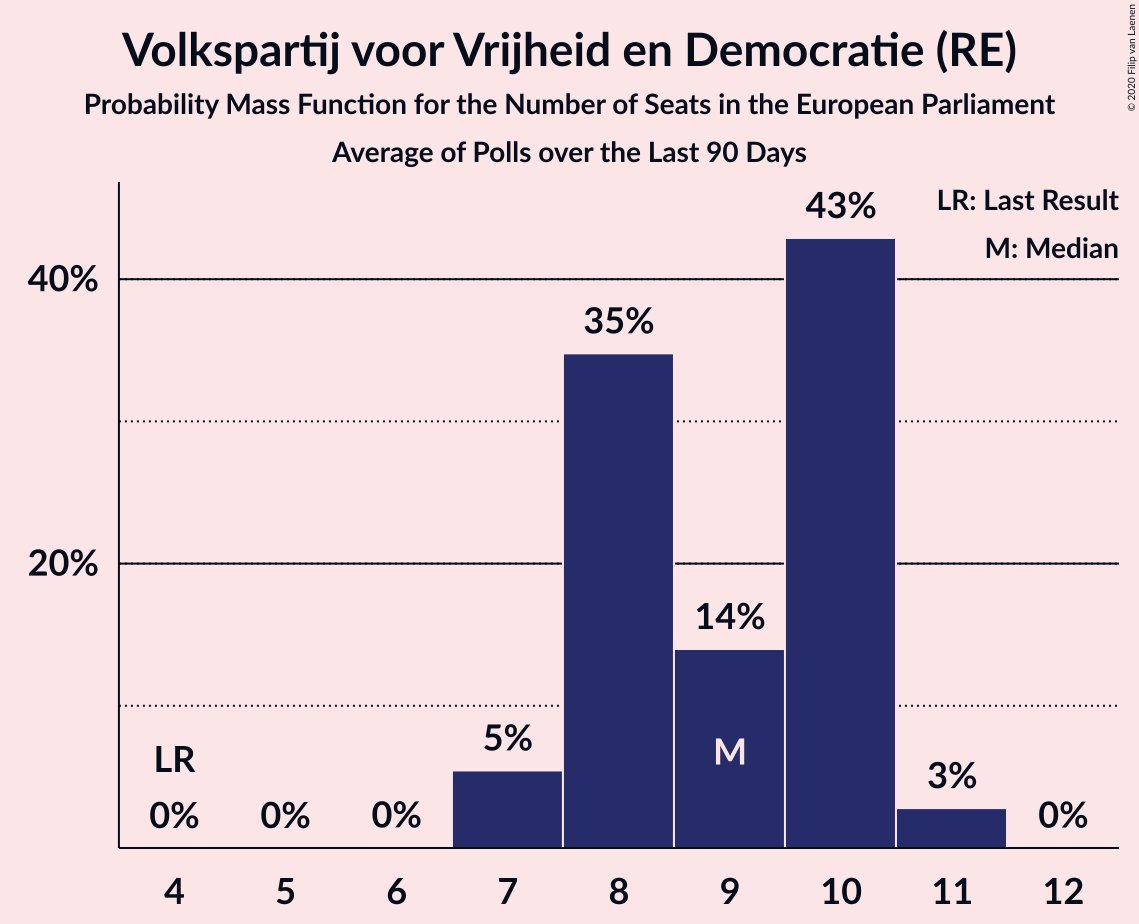 Volkspartij voor Vrijheid en Democratie (RE)
Probability Mass Function for the Number of Seats in the European Parliament
Average of Polls over the Last 90 Days
© 2020 Filip van Laenen
LR: Last Result
M: Median
40%
20%
LR
0%
0%
0%
5%
35%
14%
M
43%
3%
0%
4 5 6 7 8 9 10 11 12